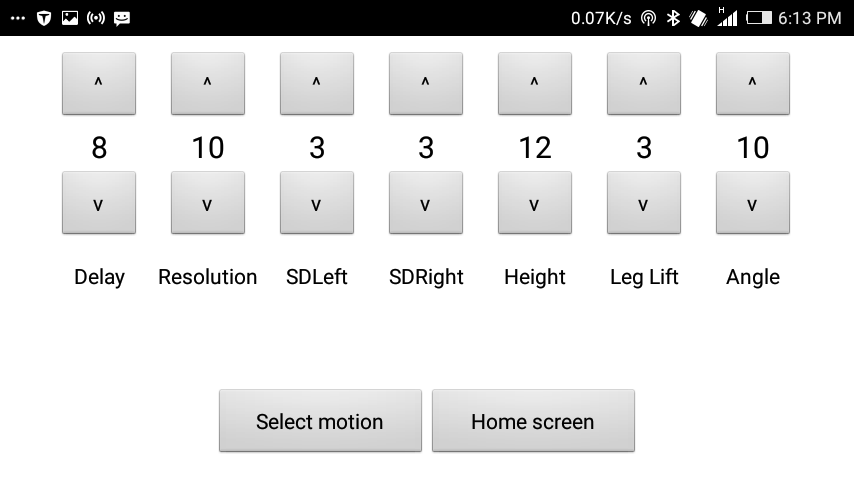 0.07K/s H 6:13 PM
^ ^ ^ ^ ^ ^ ^
8 10 3 3 12 3 10
v v v v v v v
Delay Resolution SDLeft SDRight Height Leg Lift Angle
Select motion Home screen